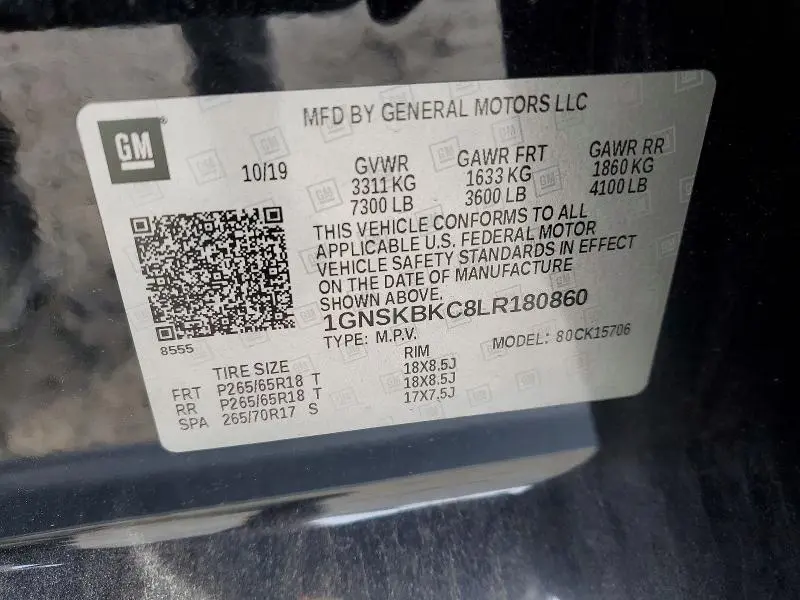 MFD BY GENERAL MOTORS LLC
GM
10/19
GVWR GAWR FRT GAWR RR
3311 KG 1633 KG 1860 KG
7300 LB 3600 LB 4100 LB
THIS VEHICLE CONFORMS TO ALL
APPLICABLE U.S. FEDERAL MOTOR
VEHICLE SAFETY STANDARDS IN EFFECT
ON THE DATE OF MANUFACTURE
SHOWN ABOVE.
1GNSKBKC8LR180860
8555
TYPE: M.P.V. MODEL: 80CK15706
TIRE SIZE RIM
FRT P265/65R18 T 18X8.5J
RR P265/65R18 T 18X8.5J
SPA 265/70R17 S 17X7.5J